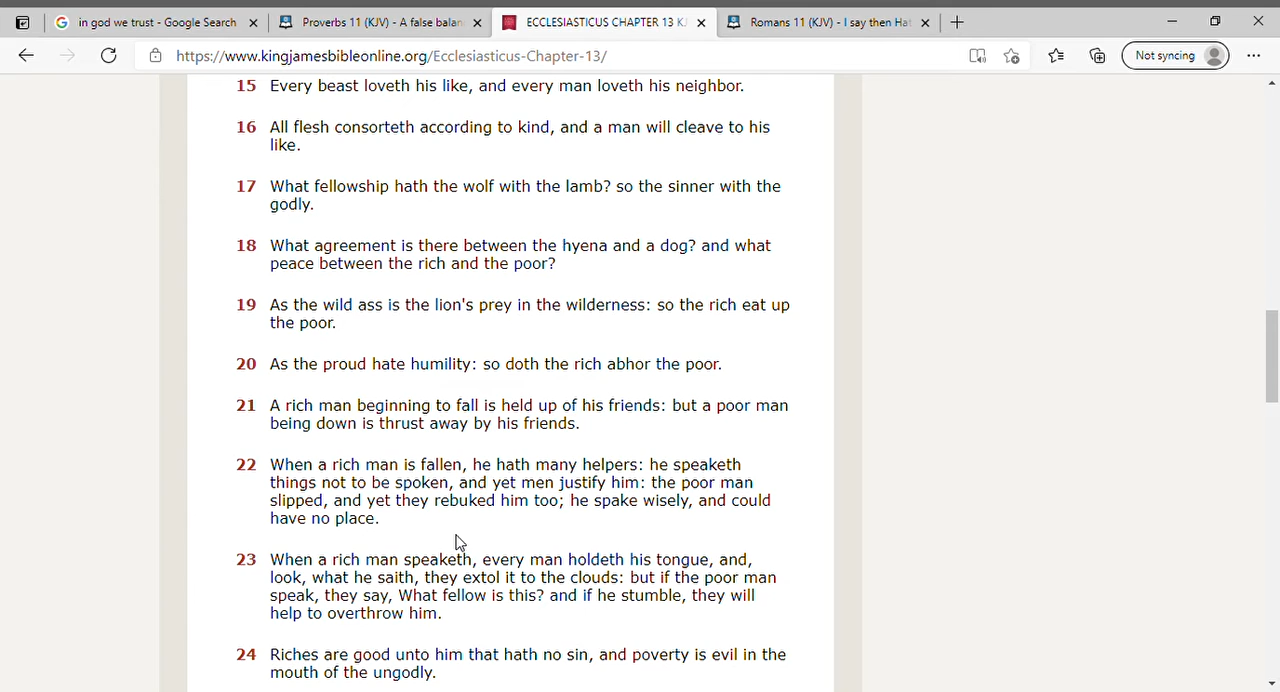 in god we trust - Google Search
Proverbs 11 (KJV) - A false balan
ECCLESIASTICUS CHAPTER 13 KJ
Romans 11 (KJV) - I say then Hat
https://www.kingjamesbibleonline.org/Ecclesiasticus-Chapter-13/
Not syncing
15 Every beast loveth his like, and every man loveth his neighbor.
16 All flesh consorteth according to kind, and a man will cleave to his
like.
17 What fellowship hath the wolf with the lamb? so the sinner with the
godly.
18 What agreement is there between the hyena and a dog? and what
peace between the rich and the poor?
19 As the wild ass is the lion's prey in the wilderness: so the rich eat up
the poor.
20 As the proud hate humility: so doth the rich abhor the poor.
21 A rich man beginning to fall is held up of his friends: but a poor man
being down is thrust away by his friends.
22 When a rich man is fallen, he hath many helpers: he speaketh
things not to be spoken, and yet men justify him: the poor man
slipped, and yet they rebuked him too; he spake wisely, and could
have no place.
23 When a rich man speaketh, every man holdeth his tongue, and,
look, what he saith, they extol it to the clouds: but if the poor man
speak, they say, What fellow is this? and if he stumble, they will
help to overthrow him.
24 Riches are good unto him that hath no sin, and poverty is evil in the
mouth of the ungodly.